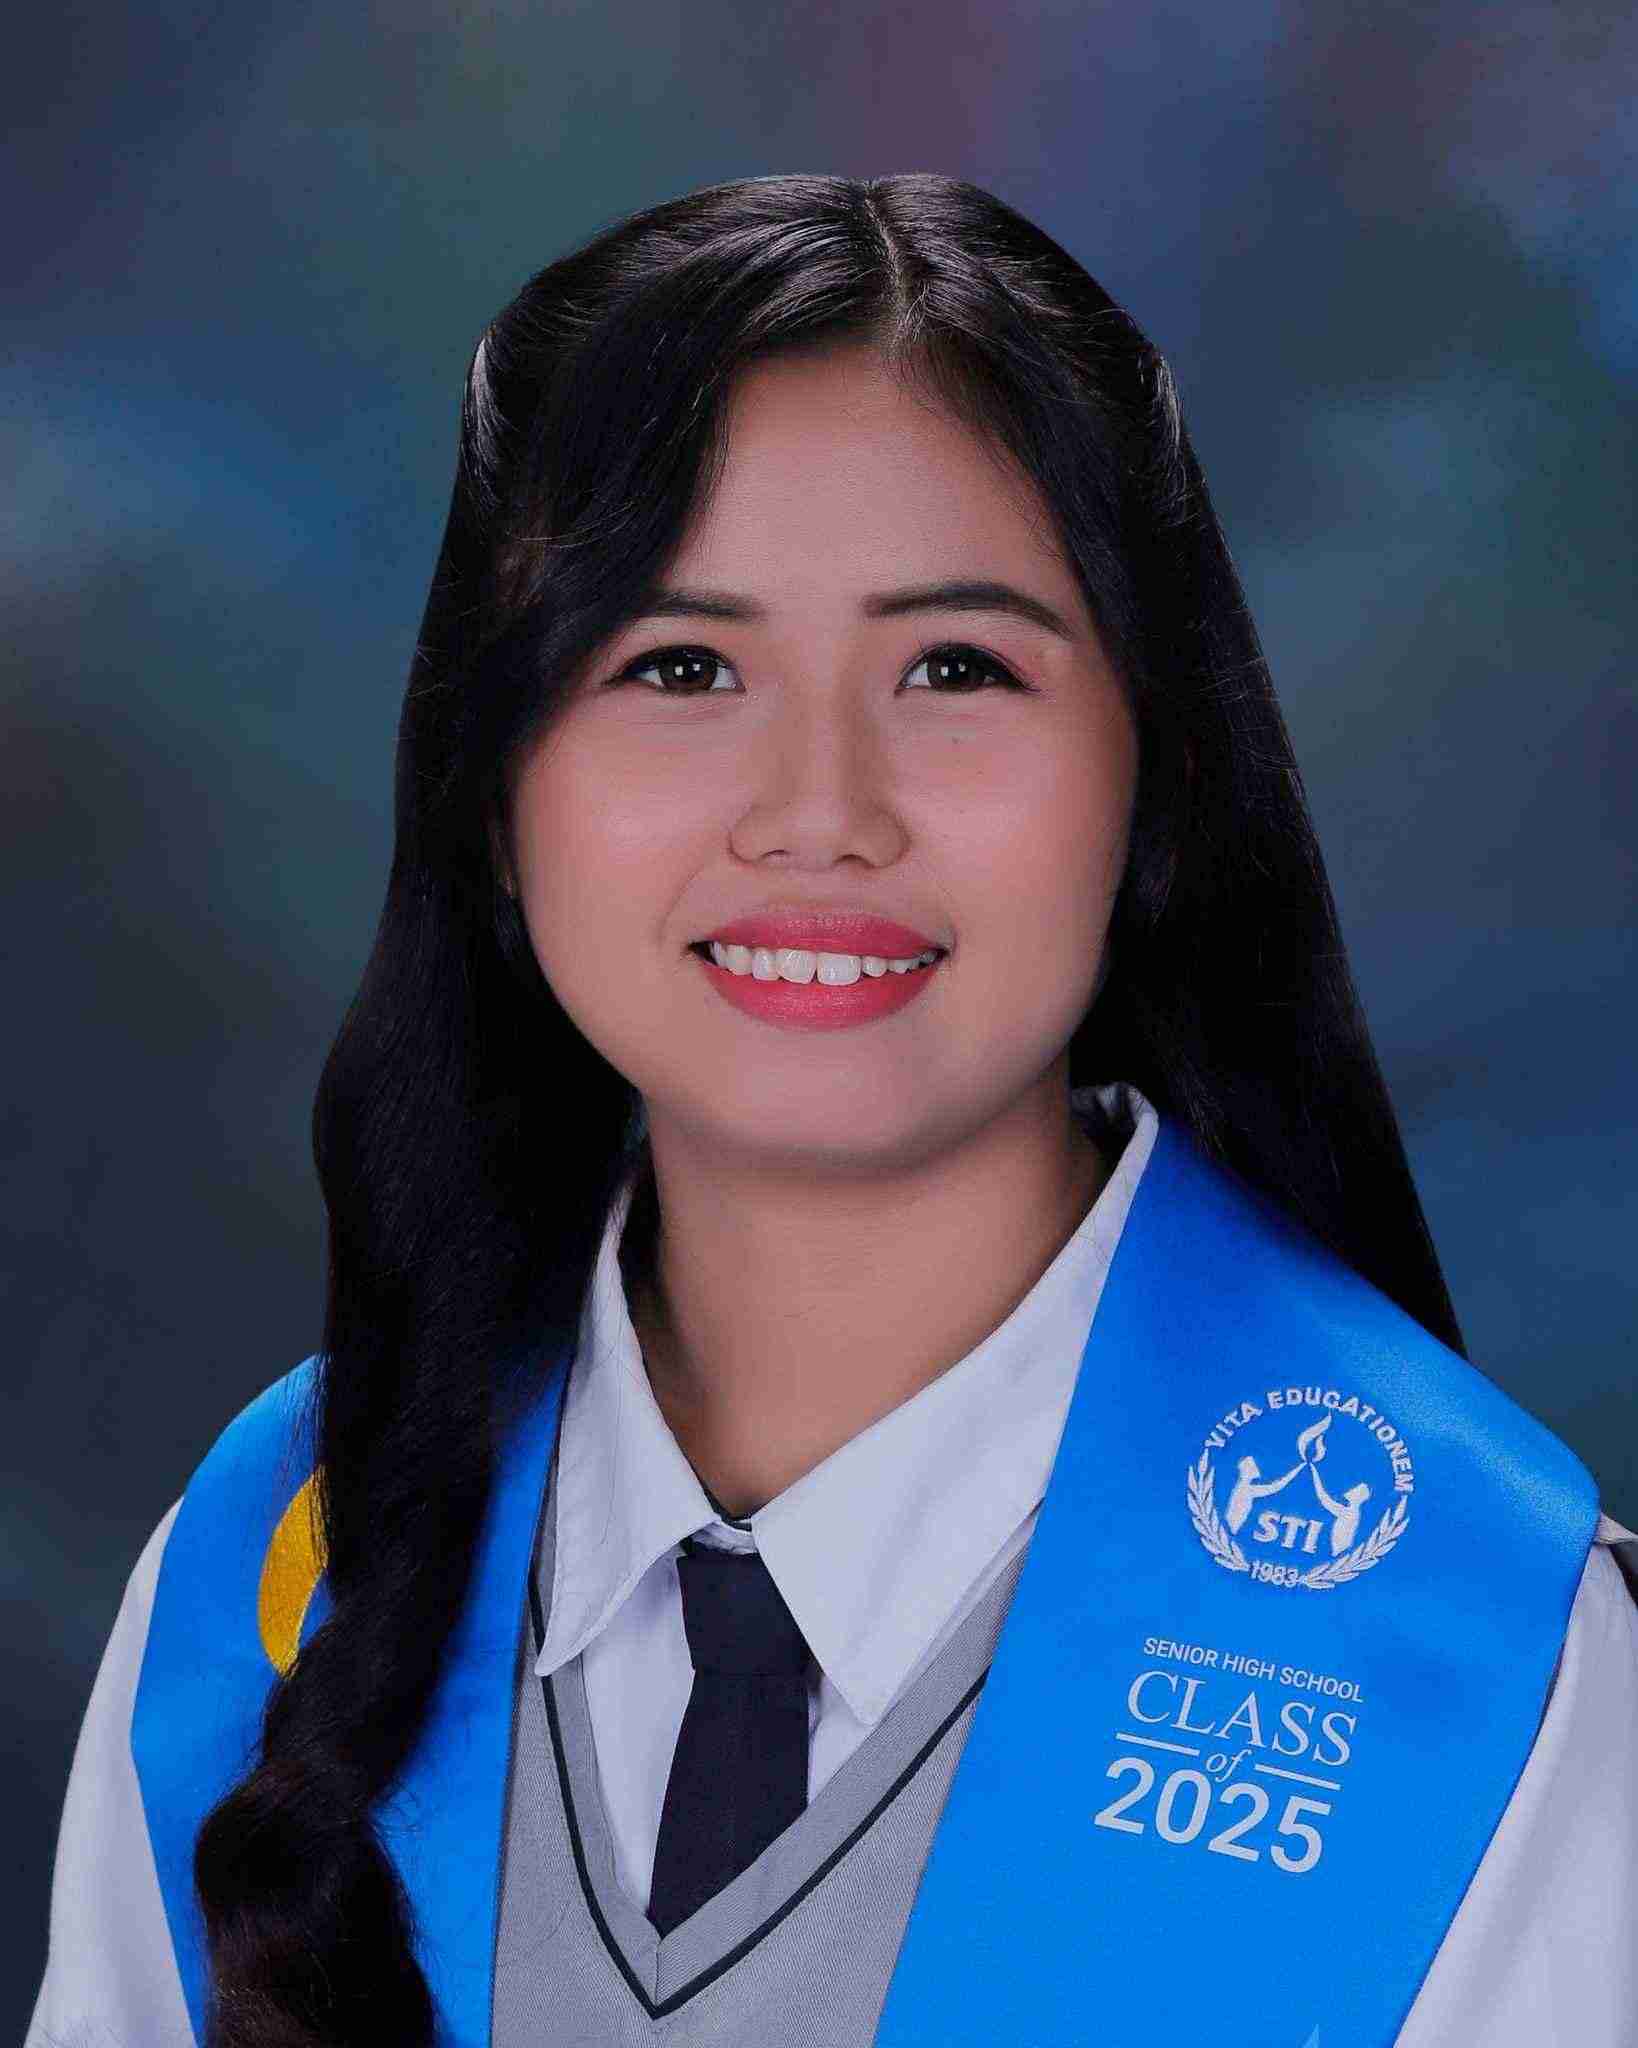 VITA EDUCATIONEM
STI
1983
SENIOR HIGH SCHOOL
CLASS
of
2025